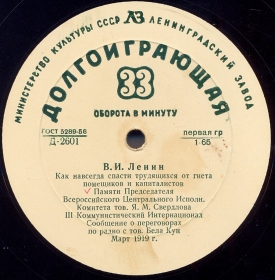 МИНИСТЕРСТВО КУЛЬТУРЫ СССР ЛЗ ЛЕНИНГРАДСКИЙ ЗАВОД
ДОЛГОИГРАЮЩАЯ
33
ОБОРОТА В МИНУТУ
ГОСТ 5289-56
Д-2601
первая гр
1-65
В.И. Ленин
Как навсегда спасти трудящихся от гнета
помещиков и капиталистов
Памяти Председателя
Всероссийского Центрального Исполн.
Комитета тов. Я. М. Свердлова
III Коммунистический Интернационал
Сообщение о переговорах
по радио с тов. Бела Кун
Март 1919 г.